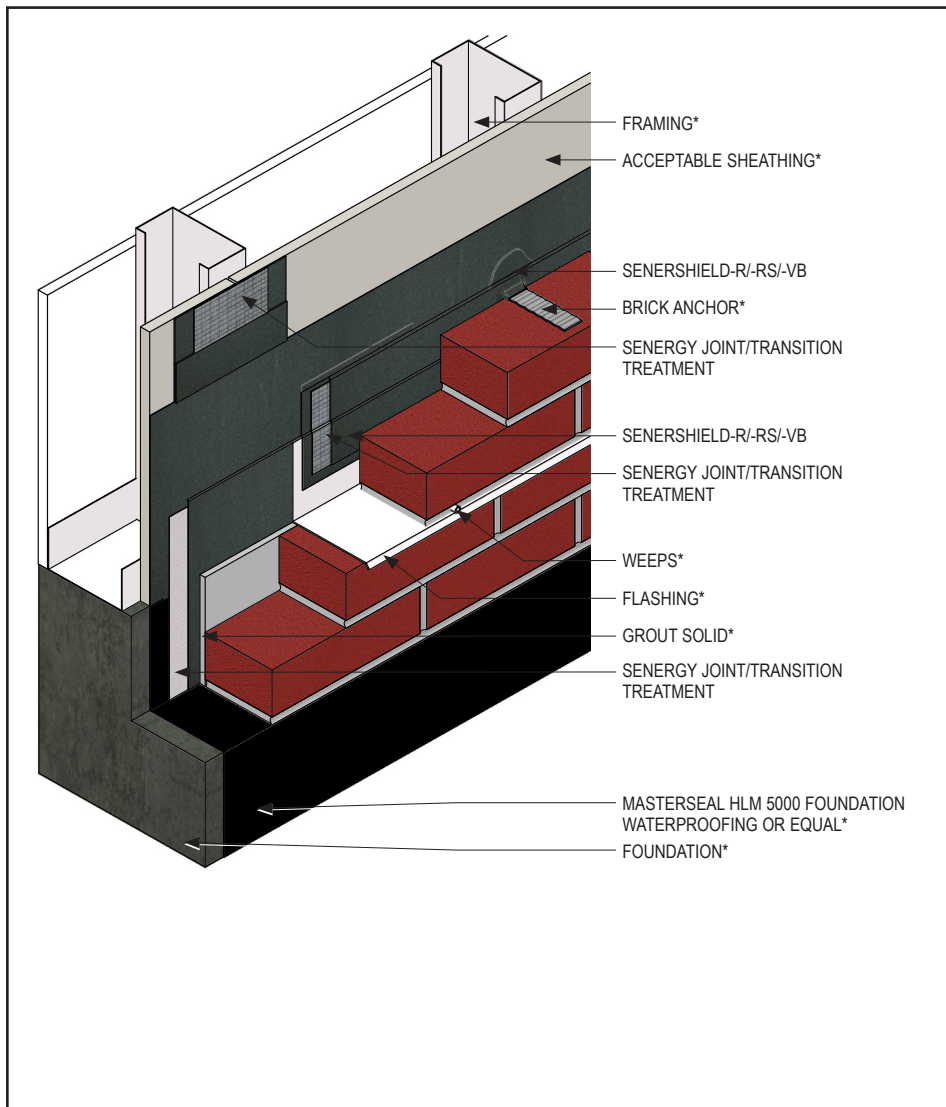 FRAMING*
ACCEPTABLE SHEATHING*
SENERSHIELD-R/-RS/-VB
BRICK ANCHOR*
SENERGY JOINT/TRANSITION
TREATMENT
SENERSHIELD-R/-RS/-VB
SENERGY JOINT/TRANSITION
TREATMENT
WEEPS*
FLASHING*
GROUT SOLID*
SENERGY JOINT/TRANSITION
TREATMENT
MASTERSEAL HLM 5000 FOUNDATION
WATERPROOFING OR EQUAL*
FOUNDATION*